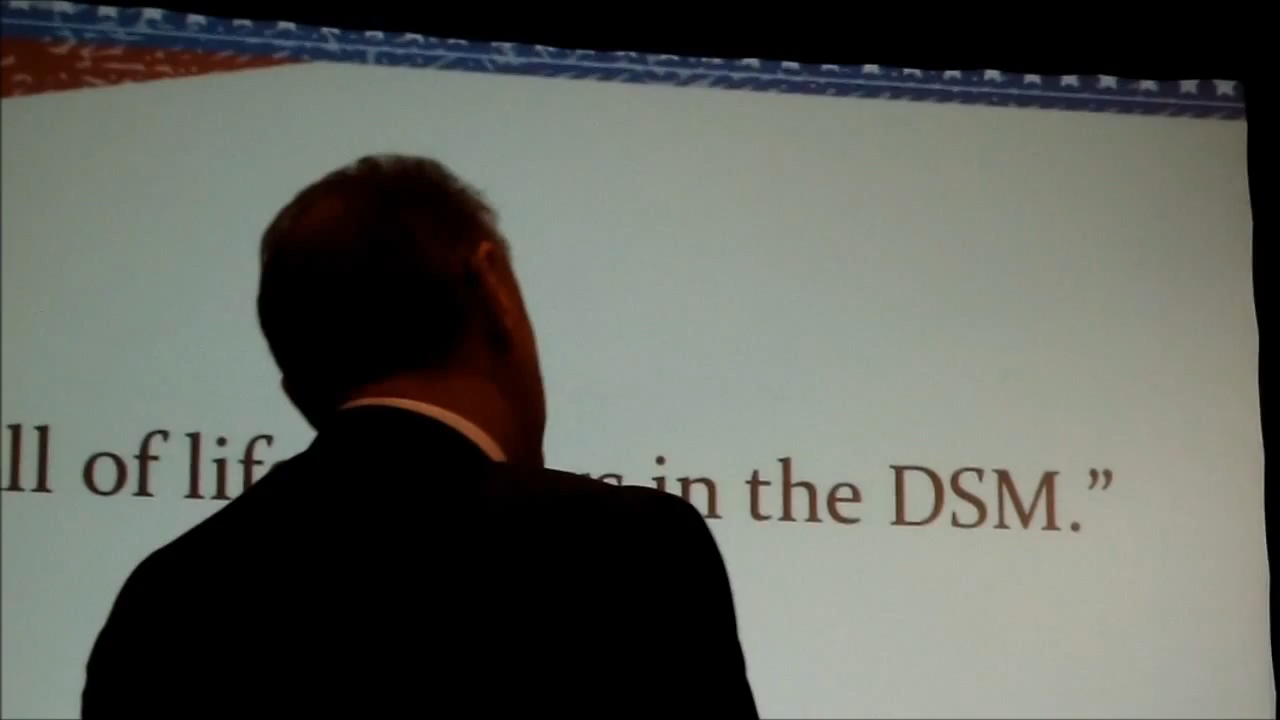 ll of lif in the DSM.”